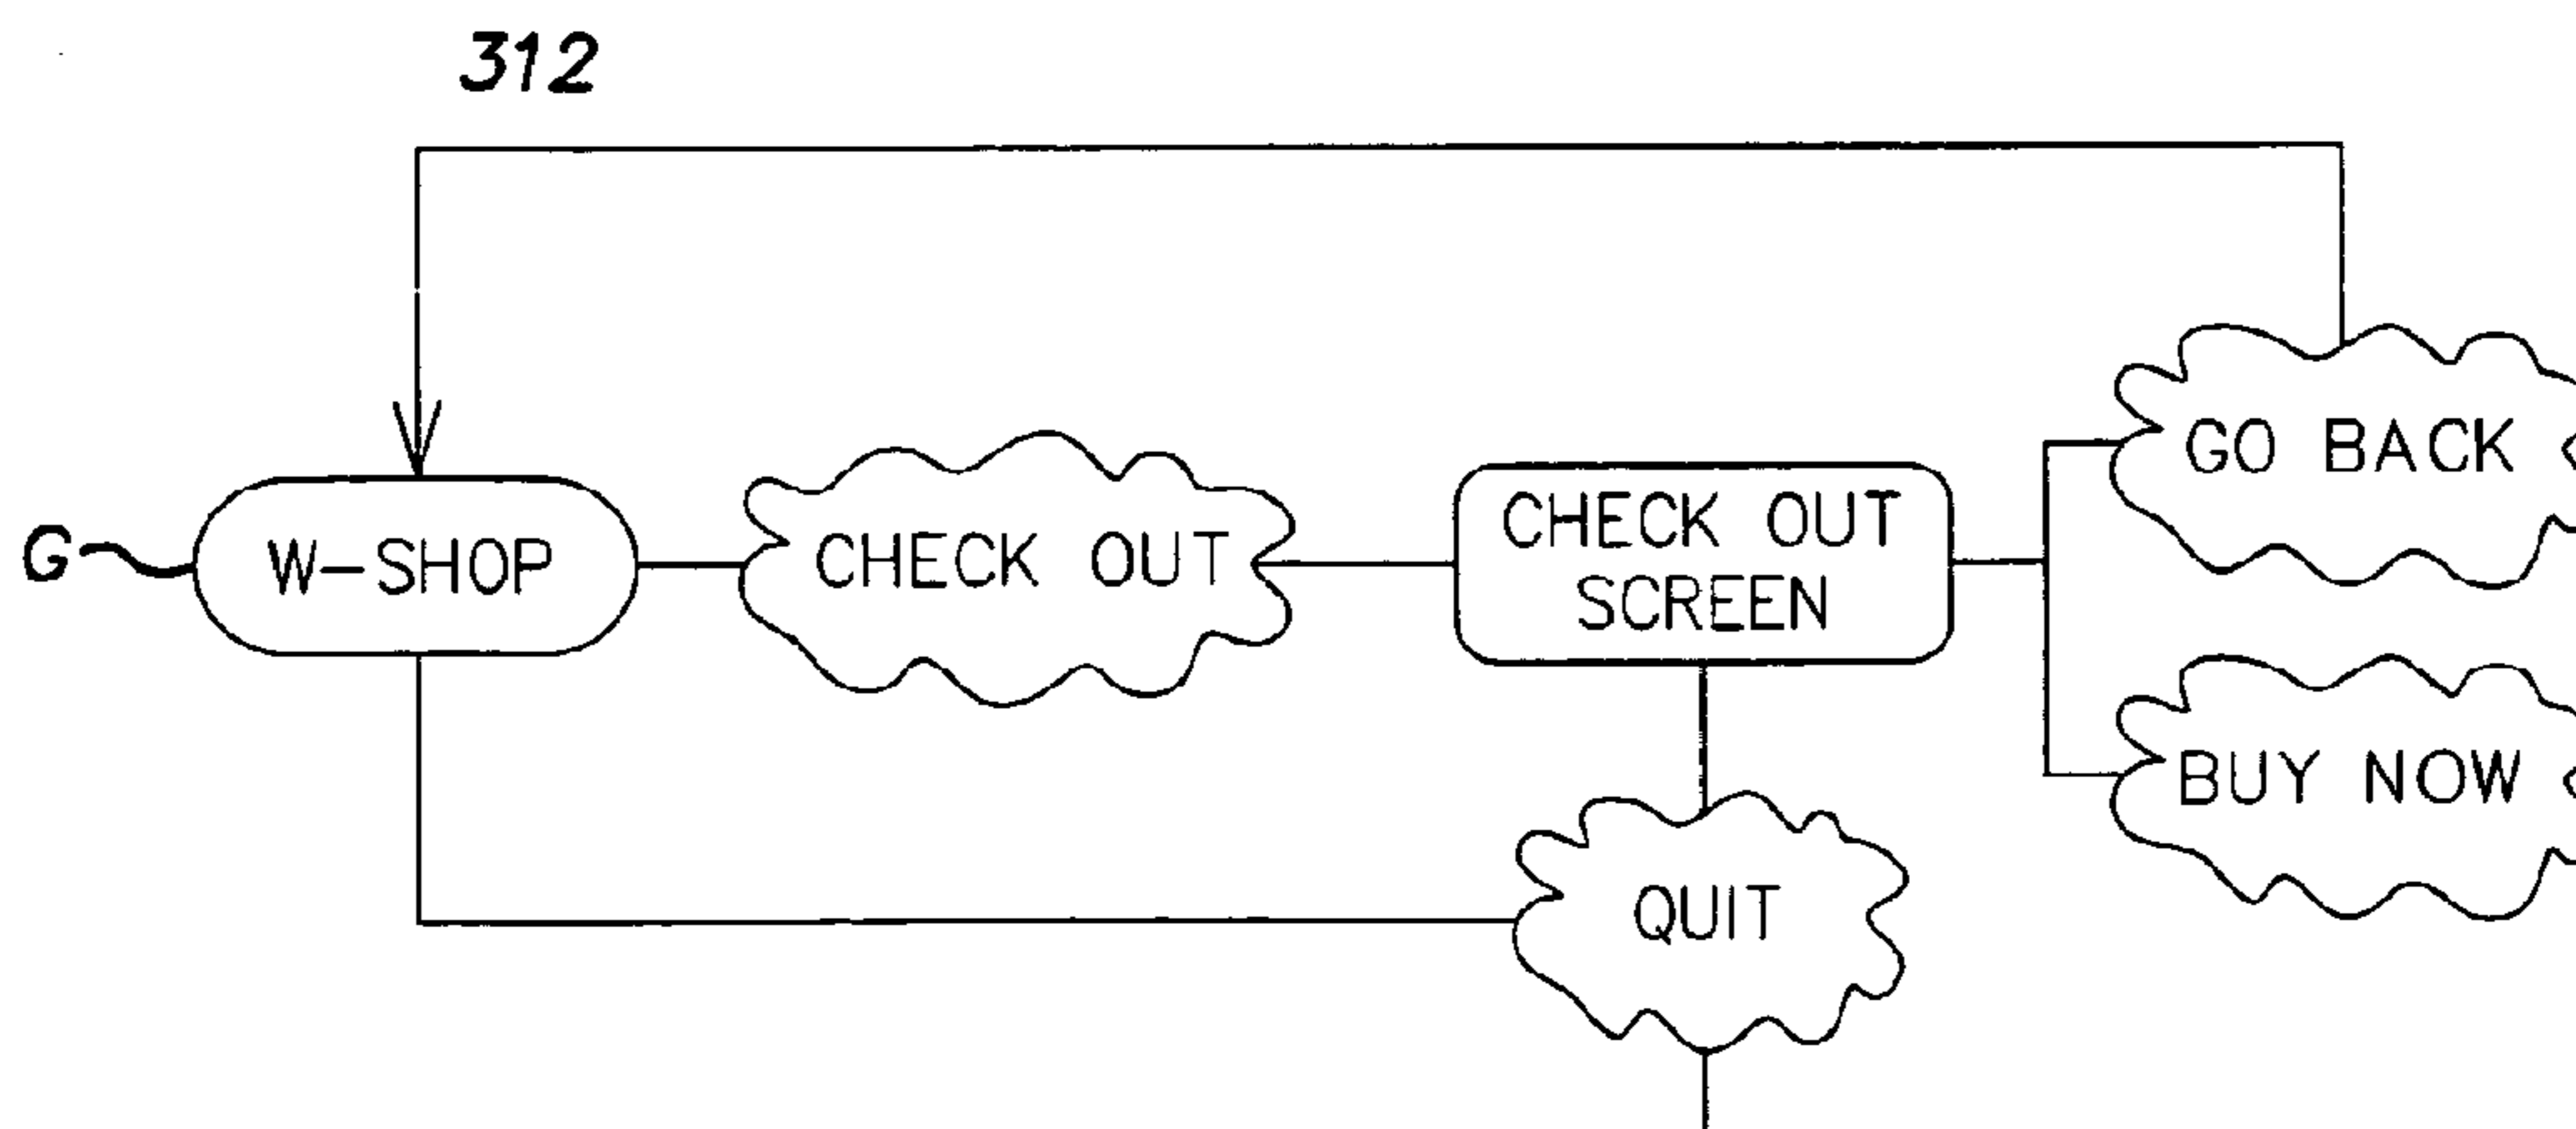 312
G
W-SHOP
CHECK OUT
CHECK OUT
SCREEN
GO BACK
BUY NOW
QUIT